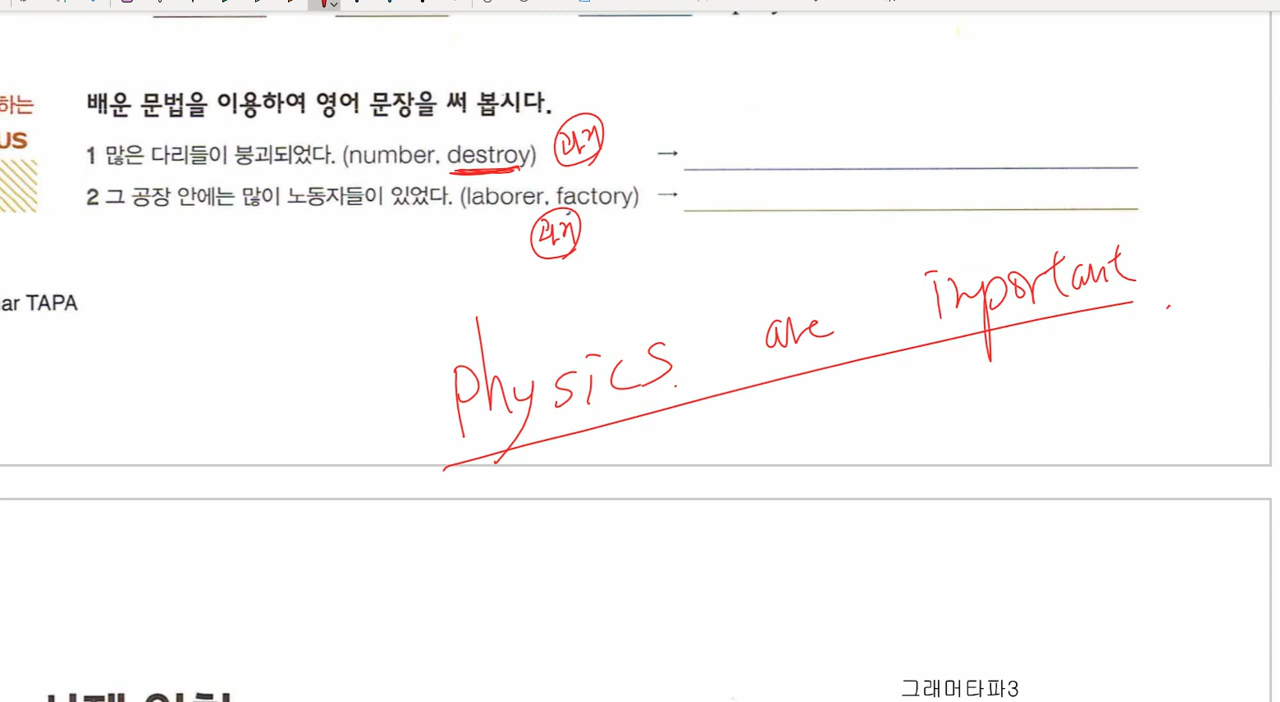 하는
배운 문법을 이용하여 영어 문장을 써 봅시다.
US
1 많은 다리들이 붕괴되었다. (number, destroy) 과거 →
2 그 공장 안에는 많이 노동자들이 있었다. (laborer, factory) →
과거
ar TAPA
physics are important.
그래머타파3